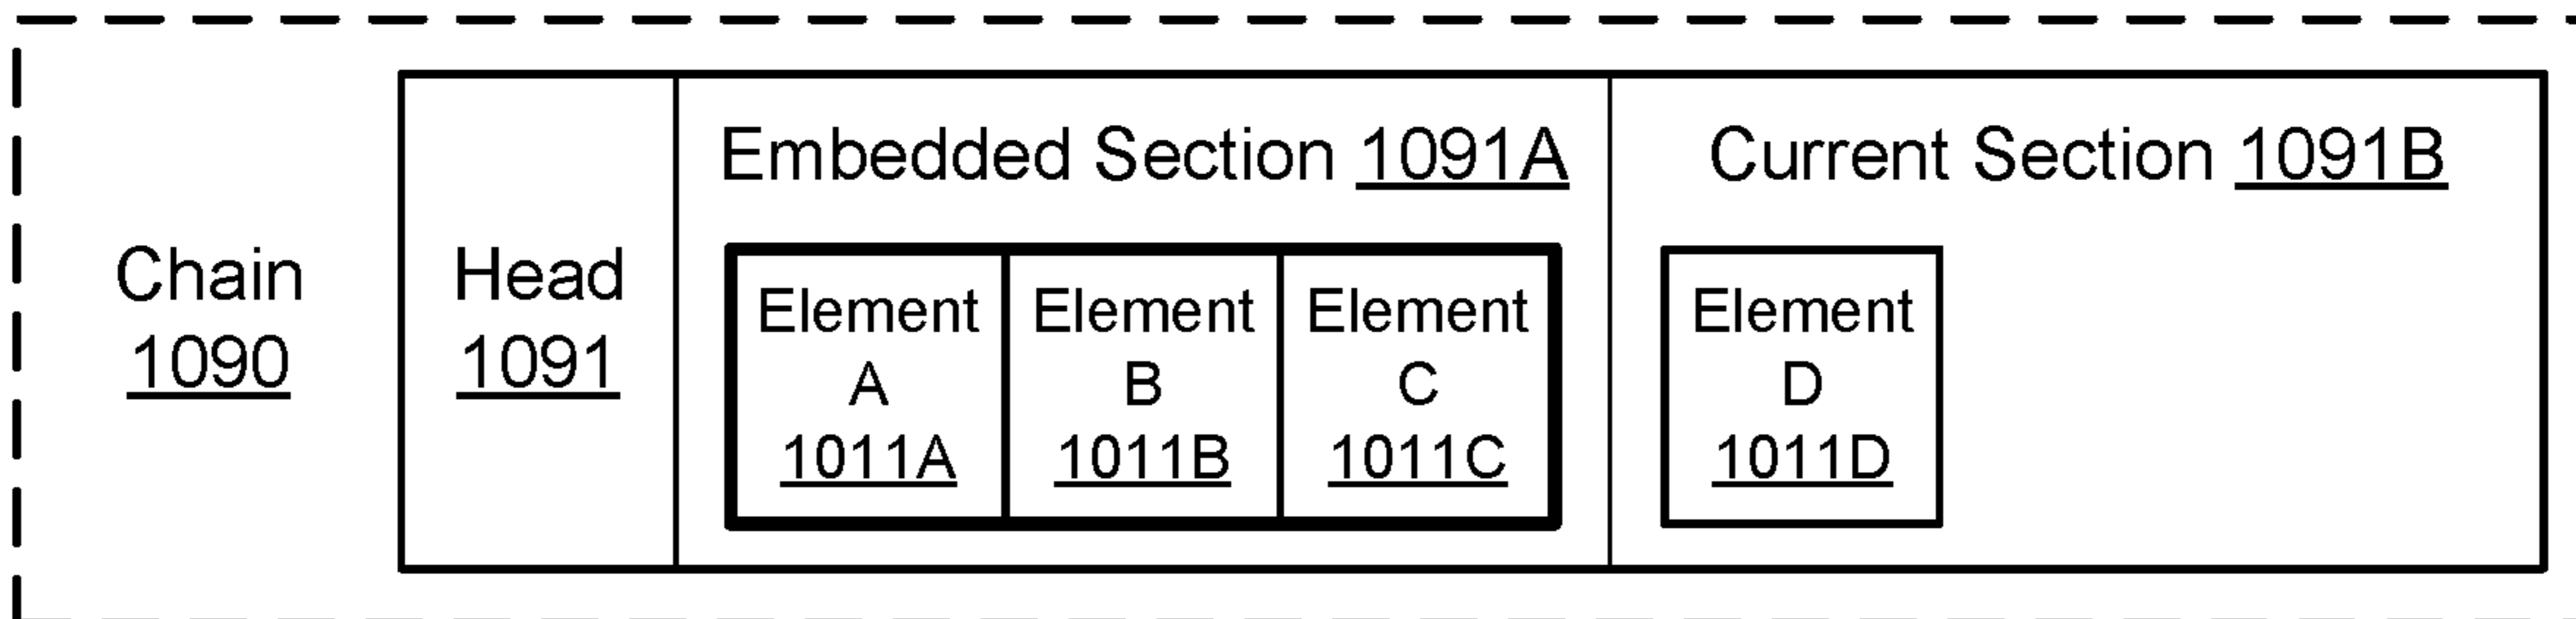 Chain
1090
Head
1091
Embedded Section 1091A
Element
A
1011A
Element
B
1011B
Element
C
1011C
Current Section 1091B
Element
D
1011D